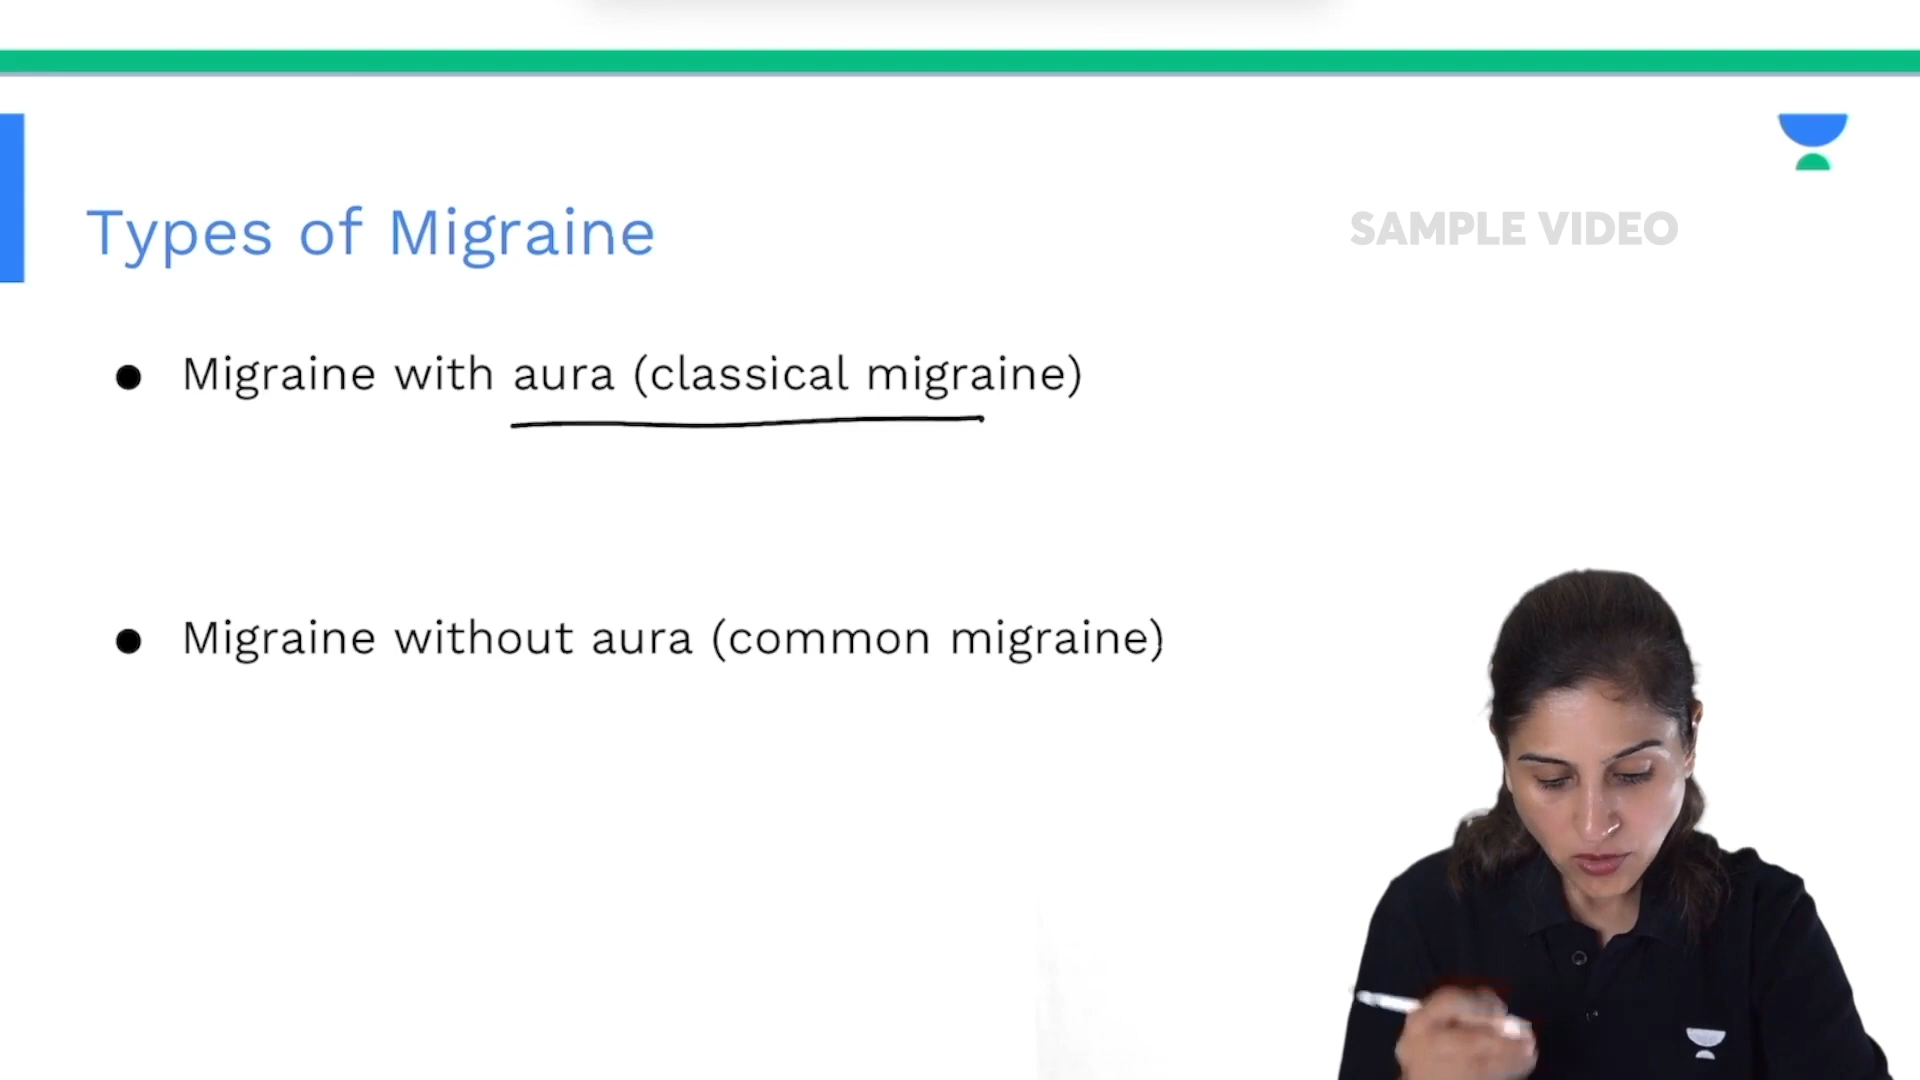 SAMPLE VIDEO
Types of Migraine
● Migraine with aura (classical migraine)
● Migraine without aura (common migraine)